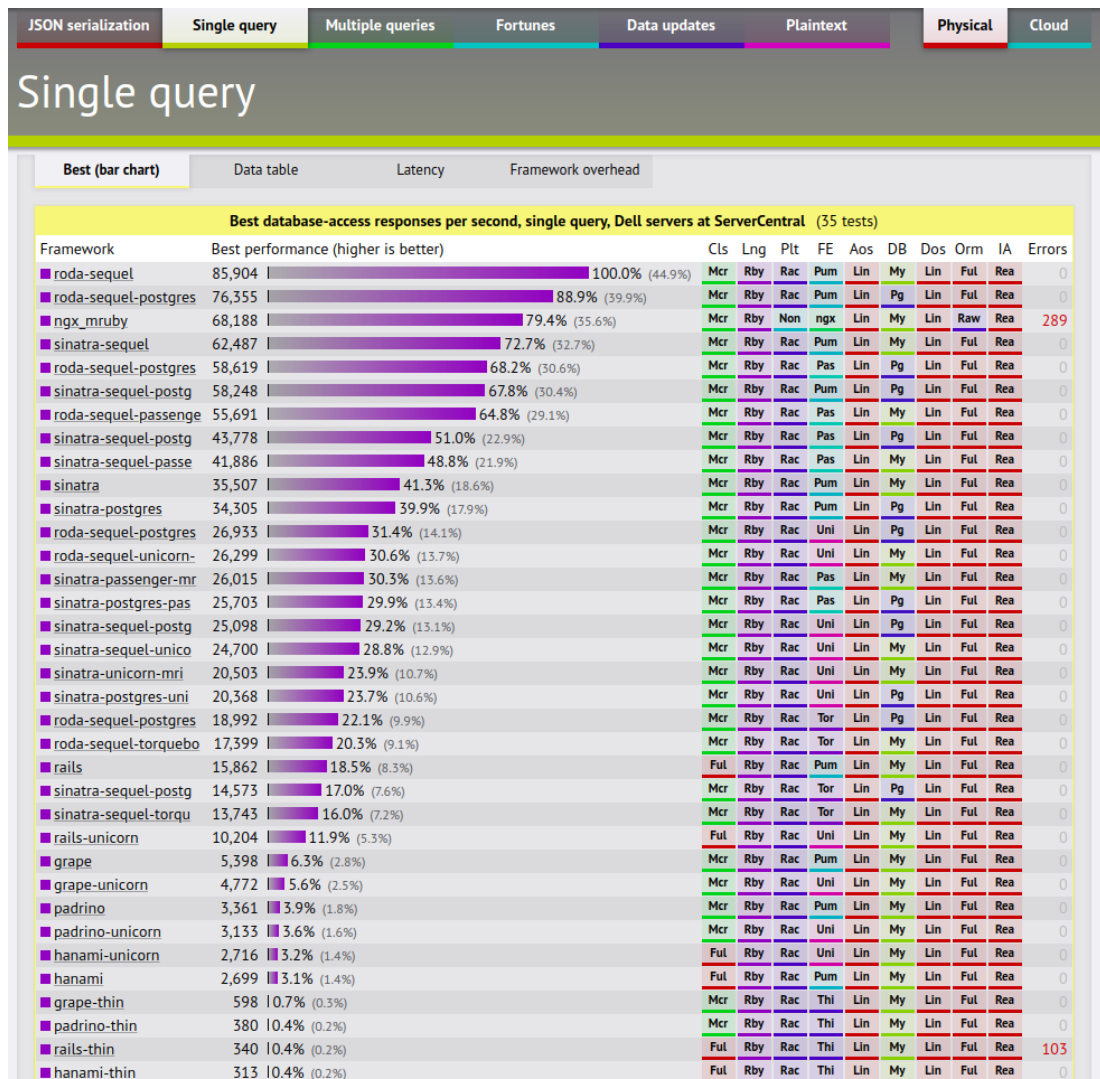 JSON serialization Single query Multiple queries Fortunes Data updates Plaintext Physical Cloud
Single query
Best (bar chart) Data table Latency Framework overhead
Best database-access responses per second, single query, Dell servers at ServerCentral (35 tests)
Framework Best performance (higher is better) Cls Lng Plt FE Aos DB Dos Orm IA Errors
roda-sequel 85,904 100.0% (44.9%) Mcr Rby Rac Pum Lin My Lin Ful Rea 0
roda-sequel-postgres 76,355 88.9% (39.9%) Mcr Rby Rac Pum Lin Pg Lin Ful Rea 0
ngx_mruby 68,188 79.4% (35.6%) Mcr Rby Non ngx Lin My Lin Raw Rea 289
sinatra-sequel 62,487 72.7% (32.7%) Mcr Rby Rac Pum Lin My Lin Ful Rea 0
roda-sequel-postgres 58,619 68.2% (30.6%) Mcr Rby Rac Pas Lin Pg Lin Ful Rea 0
sinatra-sequel-postg 58,248 67.8% (30.4%) Mcr Rby Rac Pum Lin Pg Lin Ful Rea 0
roda-sequel-passenge 55,691 64.8% (29.1%) Mcr Rby Rac Pas Lin My Lin Ful Rea 0
sinatra-sequel-postg 43,778 51.0% (22.9%) Mcr Rby Rac Pas Lin Pg Lin Ful Rea 0
sinatra-sequel-passe 41,886 48.8% (21.9%) Mcr Rby Rac Pas Lin My Lin Ful Rea 0
sinatra 35,507 41.3% (18.6%) Mcr Rby Rac Pum Lin My Lin Ful Rea 0
sinatra-postgres 34,305 39.9% (17.9%) Mcr Rby Rac Pum Lin Pg Lin Ful Rea 0
roda-sequel-postgres 26,933 31.4% (14.1%) Mcr Rby Rac Uni Lin Pg Lin Ful Rea 0
roda-sequel-unicorn- 26,299 30.6% (13.7%) Mcr Rby Rac Uni Lin My Lin Ful Rea 0
sinatra-passenger-mr 26,015 30.3% (13.6%) Mcr Rby Rac Pas Lin My Lin Ful Rea 0
sinatra-postgres-pas 25,703 29.9% (13.4%) Mcr Rby Rac Pas Lin Pg Lin Ful Rea 0
sinatra-sequel-postg 25,098 29.2% (13.1%) Mcr Rby Rac Uni Lin Pg Lin Ful Rea 0
sinatra-sequel-unico 24,700 28.8% (12.9%) Mcr Rby Rac Uni Lin My Lin Ful Rea 0
sinatra-unicorn-mri 20,503 23.9% (10.7%) Mcr Rby Rac Uni Lin My Lin Ful Rea 0
sinatra-postgres-uni 20,368 23.7% (10.6%) Mcr Rby Rac Uni Lin Pg Lin Ful Rea 0
roda-sequel-postgres 18,992 22.1% (9.9%) Mcr Rby Rac Tor Lin Pg Lin Ful Rea 0
roda-sequel-torquebo 17,399 20.3% (9.1%) Mcr Rby Rac Tor Lin My Lin Ful Rea 0
rails 15,862 18.5% (8.3%) Ful Rby Rac Pum Lin My Lin Ful Rea 0
sinatra-sequel-postg 14,573 17.0% (7.6%) Mcr Rby Rac Tor Lin Pg Lin Ful Rea 0
sinatra-sequel-torqu 13,743 16.0% (7.2%) Mcr Rby Rac Tor Lin My Lin Ful Rea 0
rails-unicorn 10,204 11.9% (5.3%) Ful Rby Rac Uni Lin My Lin Ful Rea 0
grape 5,398 6.3% (2.8%) Mcr Rby Rac Pum Lin My Lin Ful Rea 0
grape-unicorn 4,772 5.6% (2.5%) Mcr Rby Rac Uni Lin My Lin Ful Rea 0
padrino 3,361 3.9% (1.8%) Mcr Rby Rac Pum Lin My Lin Ful Rea 0
padrino-unicorn 3,133 3.6% (1.6%) Mcr Rby Rac Uni Lin My Lin Ful Rea 0
hanami-unicorn 2,716 3.2% (1.4%) Ful Rby Rac Uni Lin My Lin Ful Rea 0
hanami 2,699 3.1% (1.4%) Ful Rby Rac Pum Lin My Lin Ful Rea 0
grape-thin 598 0.7% (0.3%) Mcr Rby Rac Thi Lin My Lin Ful Rea 0
padrino-thin 380 0.4% (0.2%) Mcr Rby Rac Thi Lin My Lin Ful Rea 0
rails-thin 340 0.4% (0.2%) Ful Rby Rac Thi Lin My Lin Ful Rea 103
hanami-thin 313 0.4% (0.2%) Ful Rby Rac Thi Lin My Lin Ful Rea 0